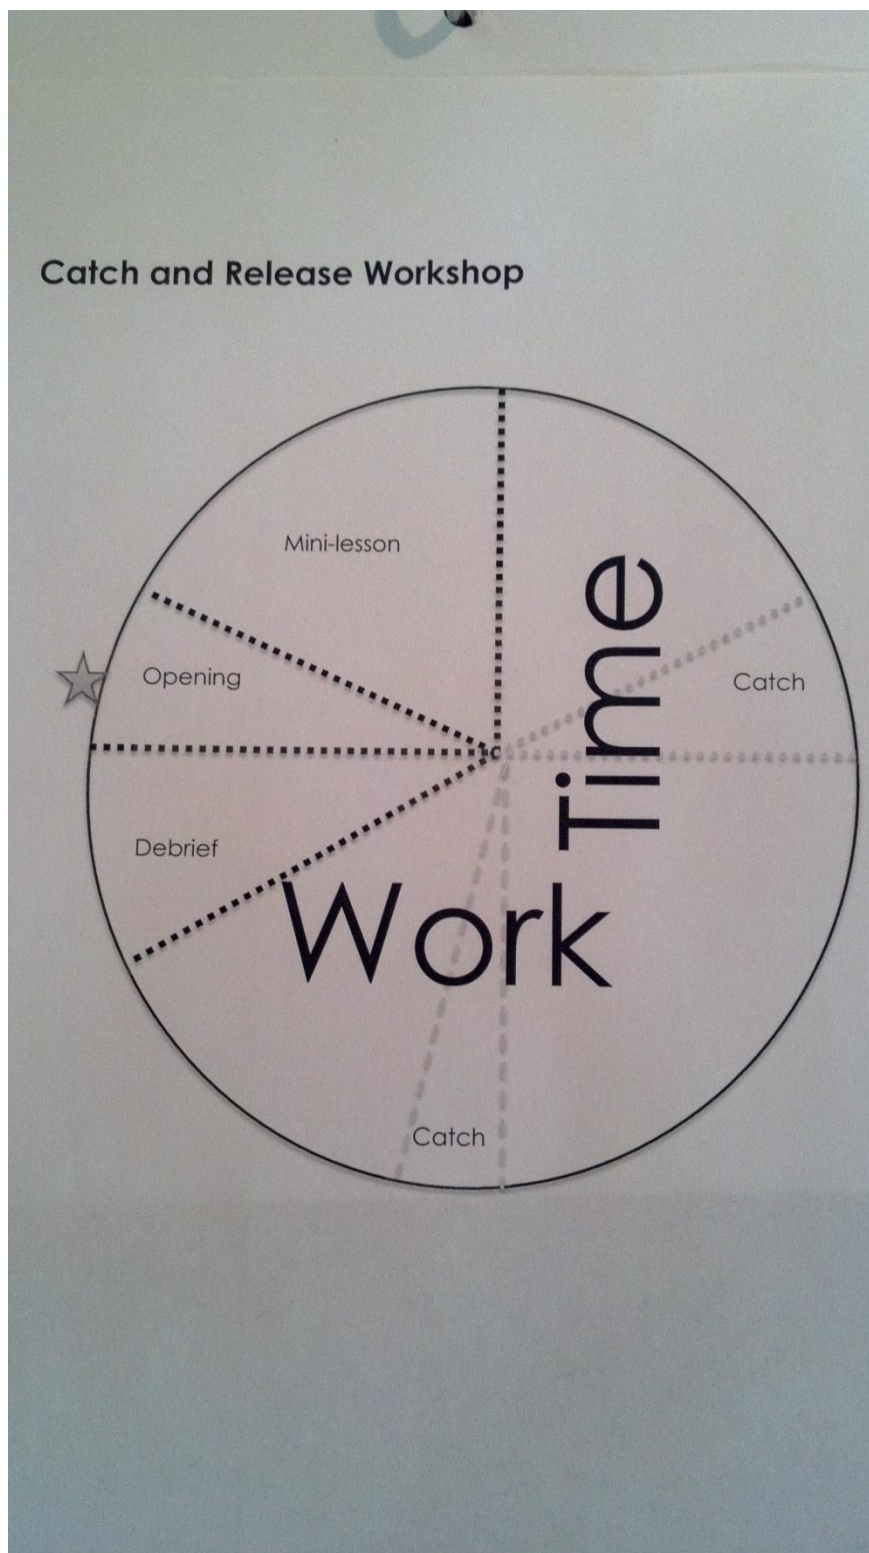 Catch and Release Workshop
Mini-lesson
Opening
Catch
Time
Debrief
Work
Catch